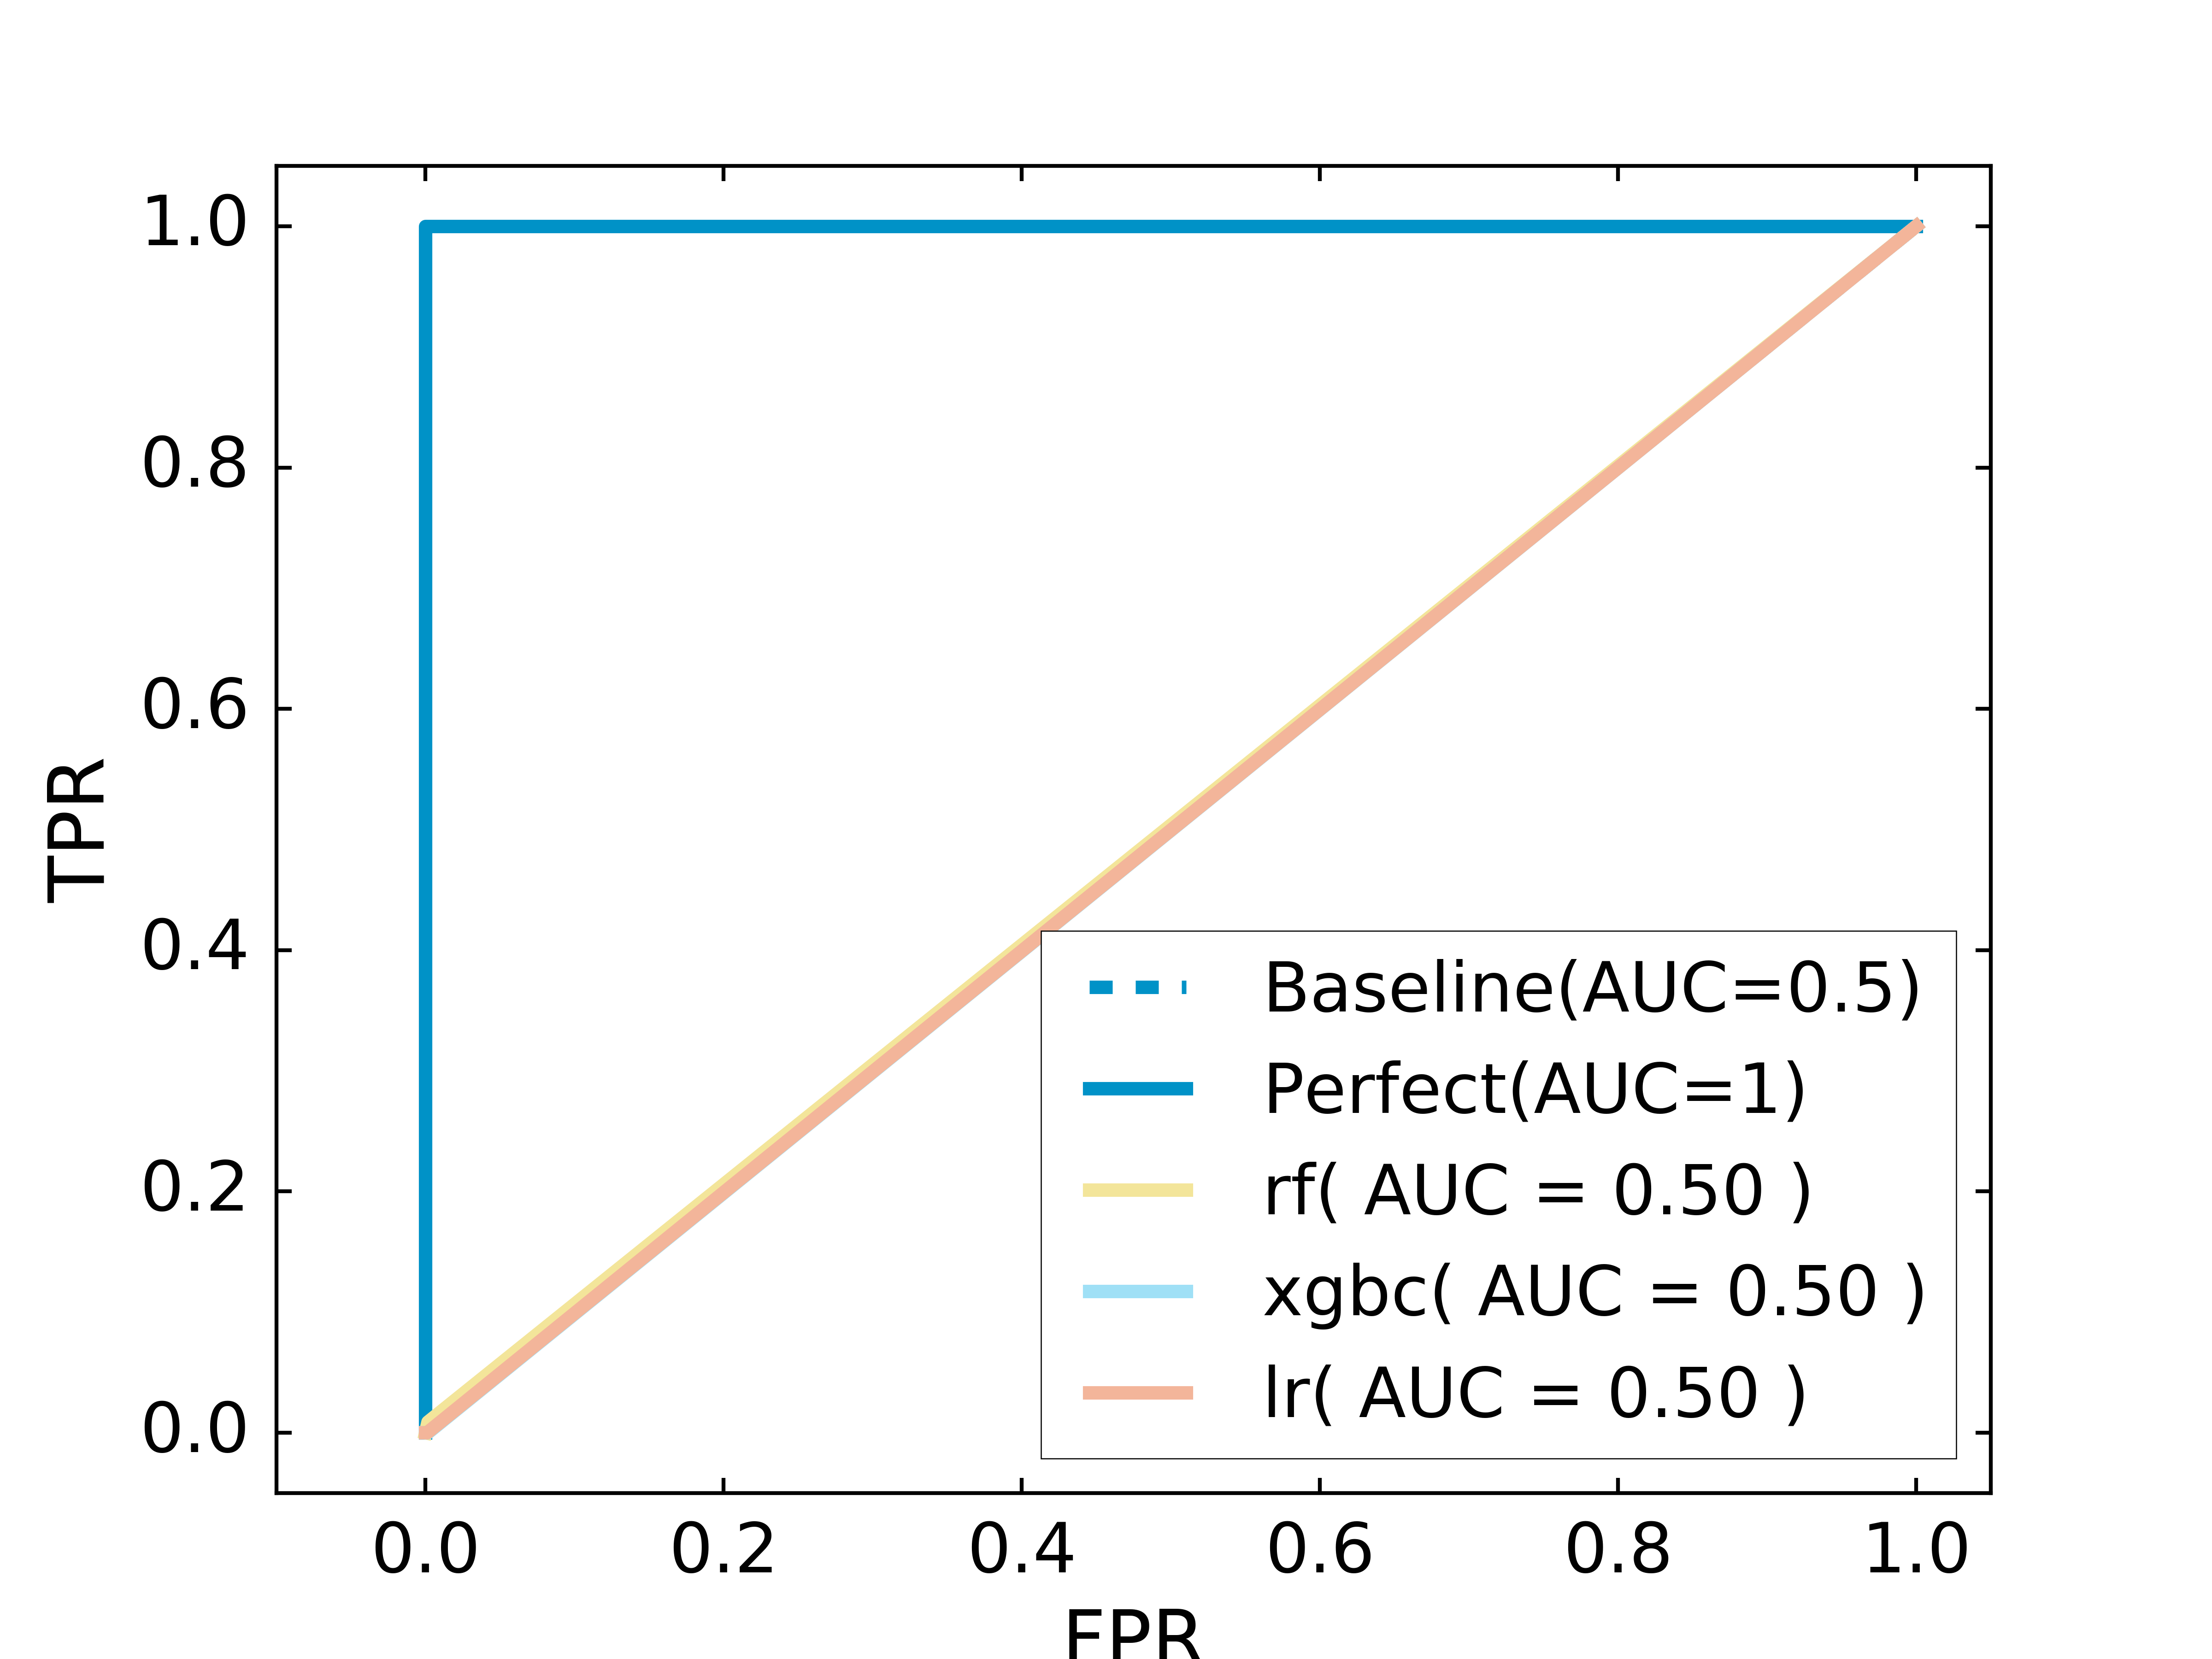 1.0
0.8
0.6
0.4
0.2
0.0
TPR
Baseline(AUC=0.5)
Perfect(AUC=1)
rf( AUC = 0.50 )
xgbc( AUC = 0.50 )
lr( AUC = 0.50 )
0.0 0.2 0.4 0.6 0.8 1.0
FPR